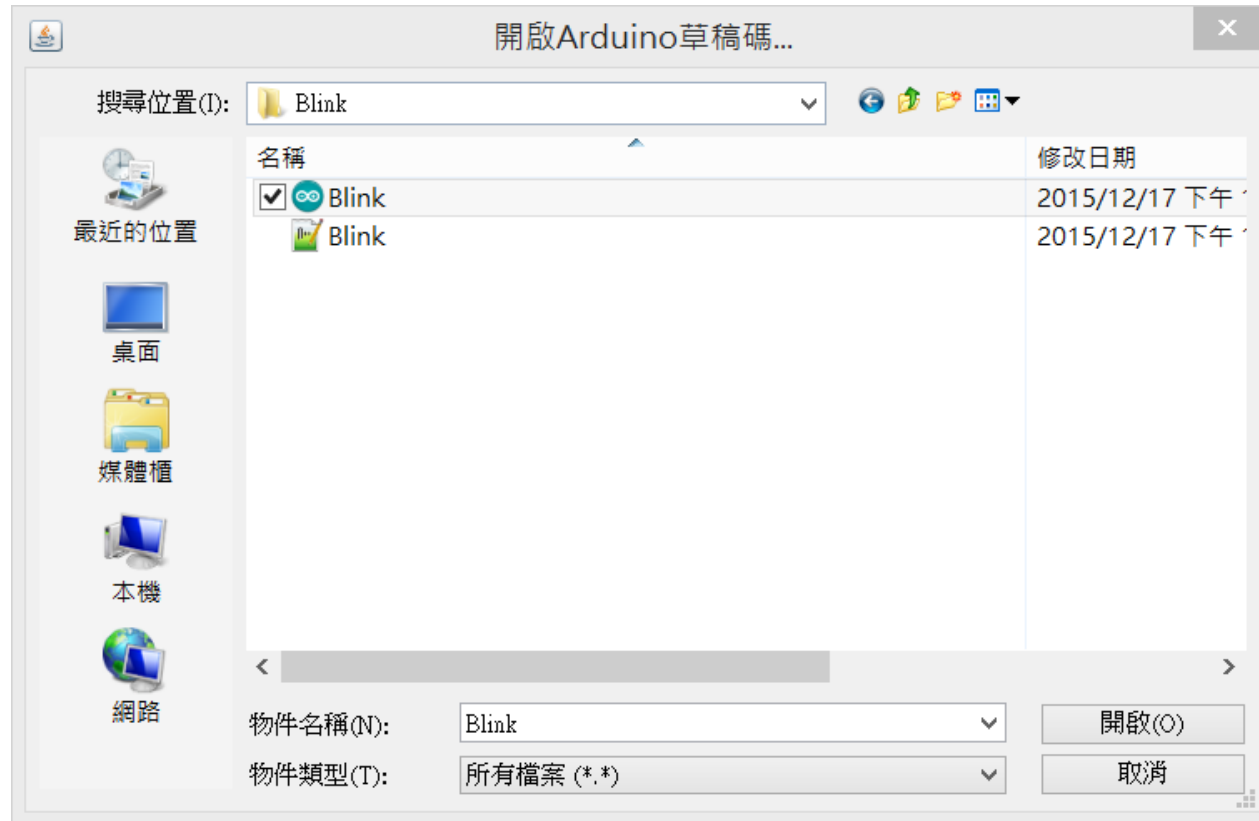 開啟Arduino草稿碼...
搜尋位置(I): Blink
名稱 修改日期
Blink 2015/12/17 下午
Blink 2015/12/17 下午
最近的位置
桌面
媒體櫃
本機
網路
物件名稱(N): Blink 開啟(O)
物件類型(T): 所有檔案 (*.*) 取消